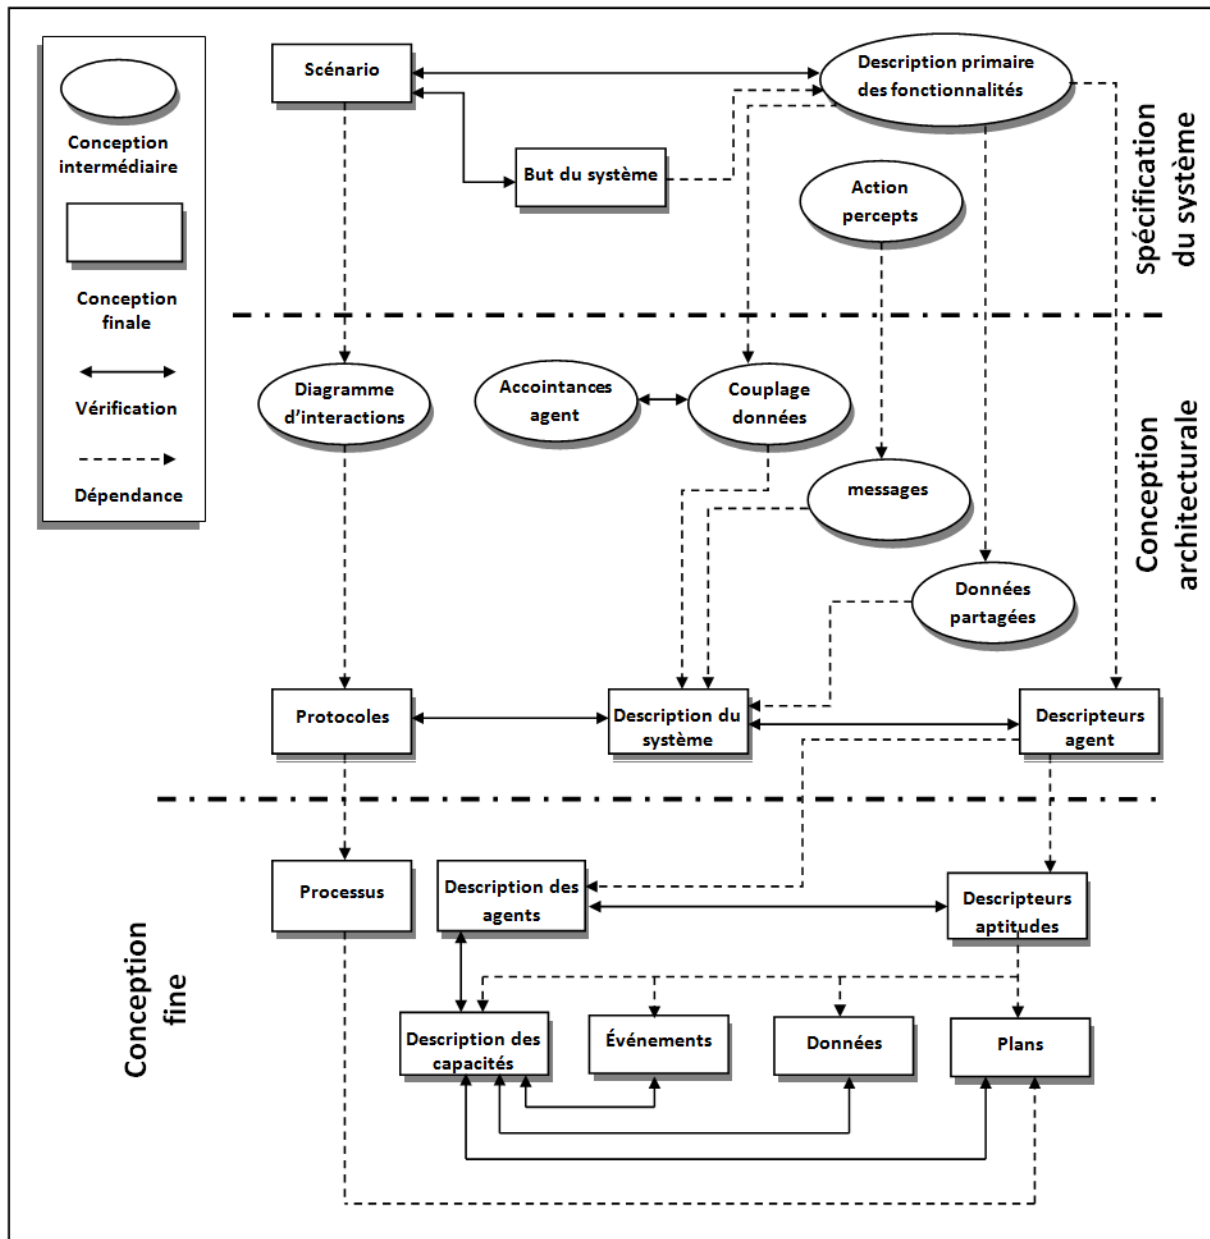 Conception
intermédiaire
Conception
finale
Vérification
Dépendance
Scénario
Description primaire
des fonctionnalités
But du système
Action
percepts
Spécification
du système
Diagramme
d'interactions
Accointances
agent
Couplage
données
messages
Données
partagées
Conception
architecturale
Protocoles
Description du
système
Descripteurs
agent
Processus
Description des
agents
Descripteurs
aptitudes
Description des
capacités
Événements
Données
Plans
Conception
fine